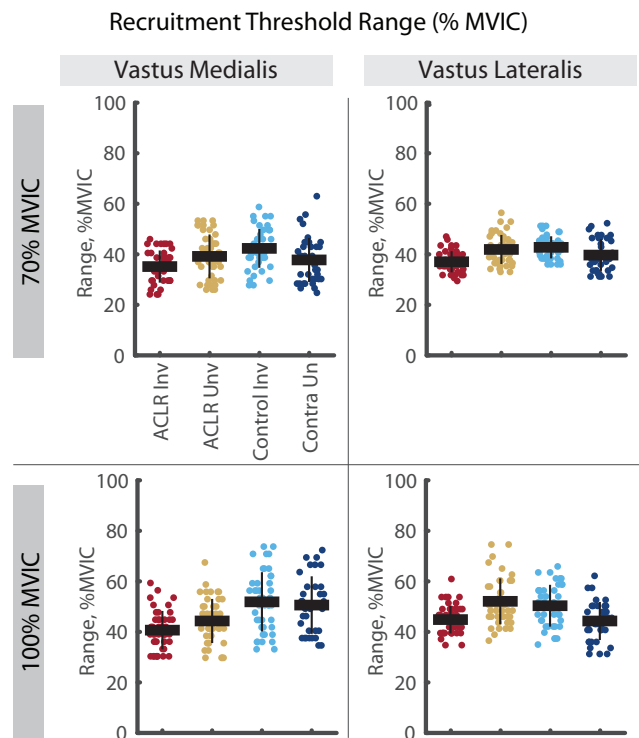 Recruitment Threshold Range (% MVIC)
Vastus Medialis
Vastus Lateralis
70% MVIC
Range, %MVIC
100
80
60
40
20
0
ACLR Inv
ACLR Unv
Control Inv
Contra Un
Range, %MVIC
100
80
60
40
20
0
100% MVIC
Range, %MVIC
100
80
60
40
20
0
Range, %MVIC
100
80
60
40
20
0